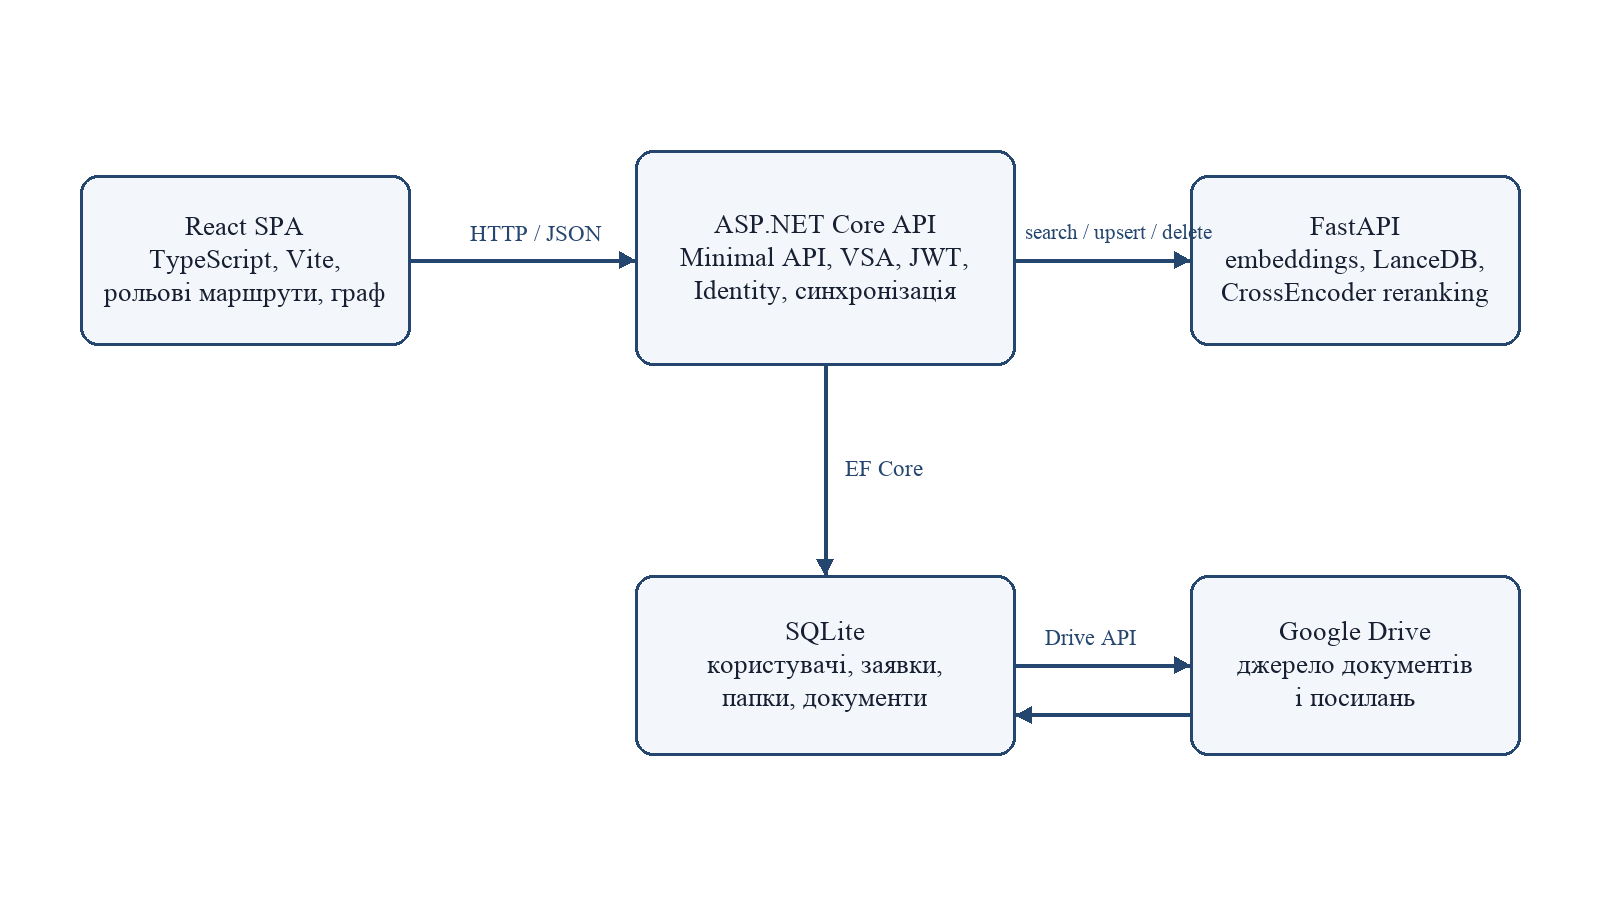 React SPA
TypeScript, Vite,
рольові маршрути, граф
HTTP / JSON
ASP.NET Core API
Minimal API, VSA, JWT,
Identity, синхронізація
search / upsert / delete
FastAPI
embeddings, LanceDB,
CrossEncoder reranking
EF Core
SQLite
користувачі, заявки,
папки, документи
Drive API
Google Drive
джерело документів
і посилань